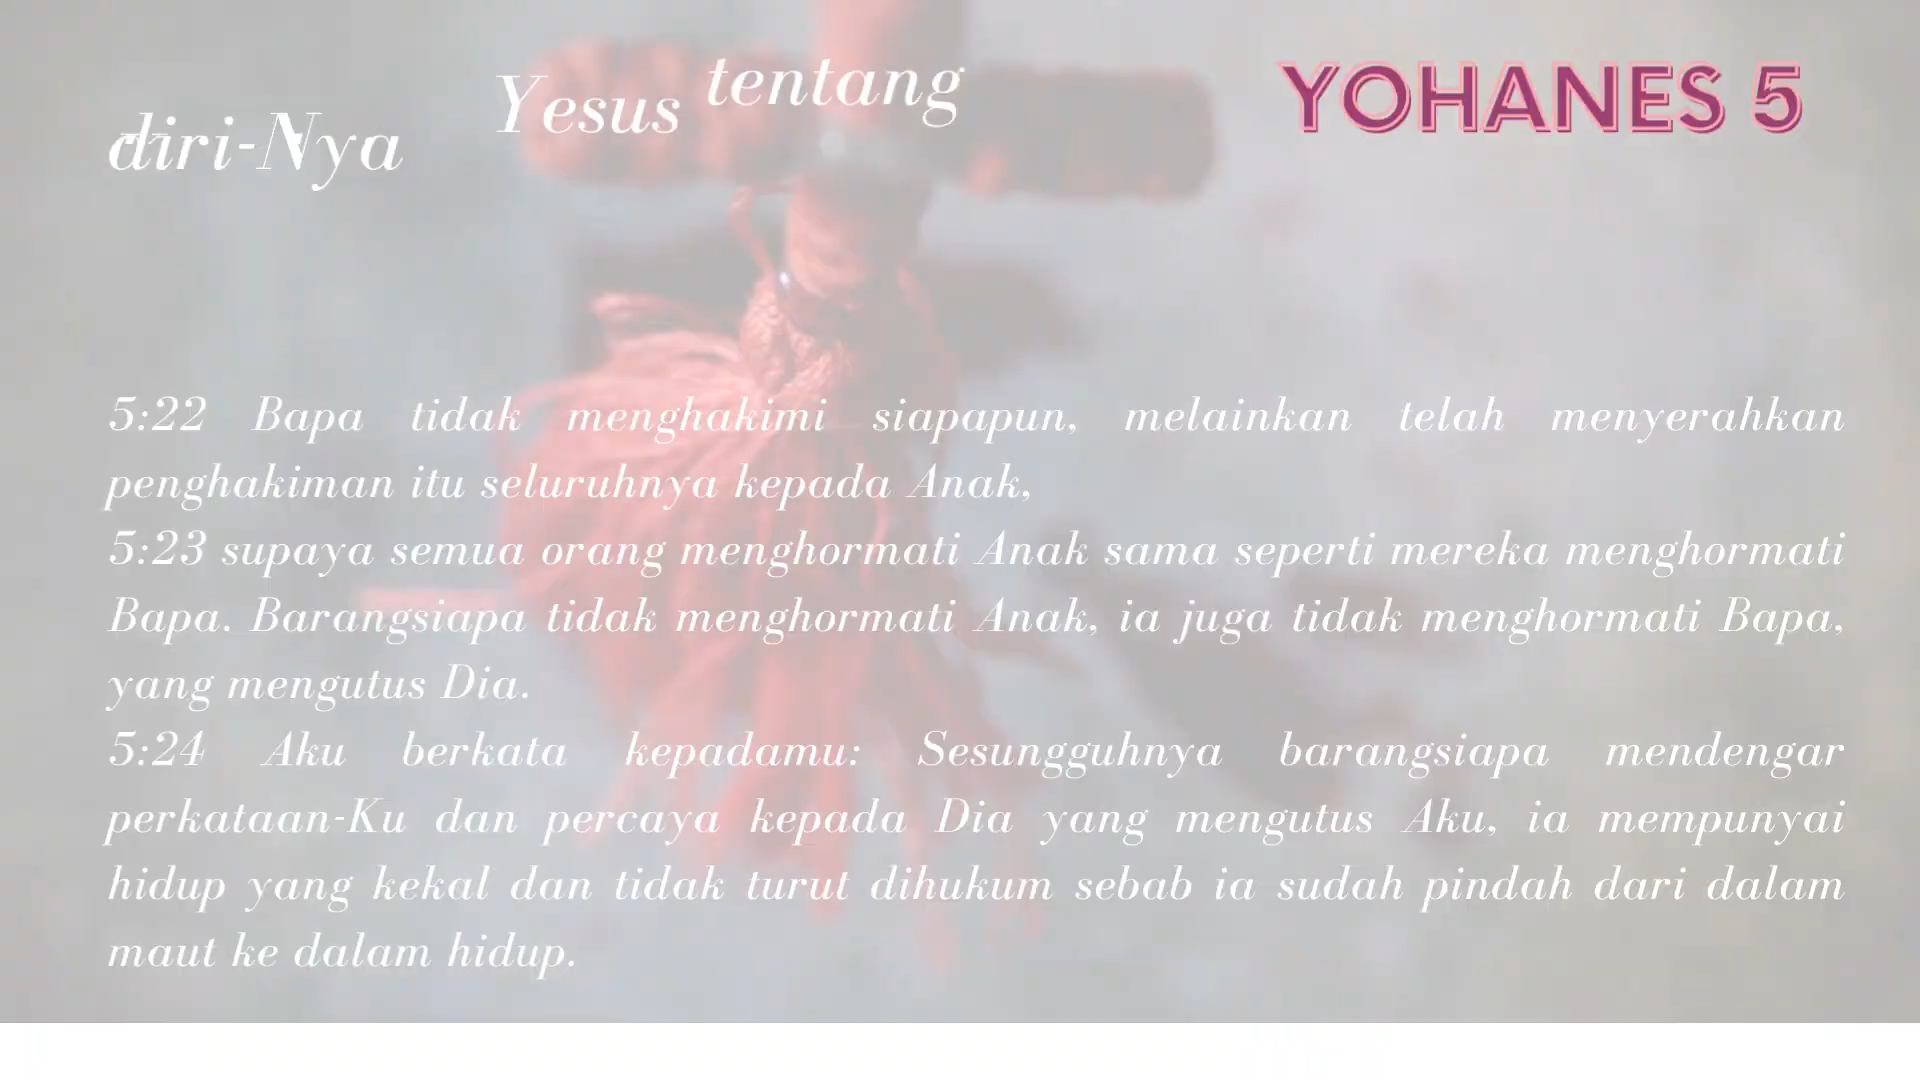 Yesus tentang
diri-Nya
YOHANES 5
5:22 Bapa tidak menghakimi siapapun, melainkan telah menyerahkan
penghakiman itu seluruhnya kepada Anak,
5:23 supaya semua orang menghormati Anak sama seperti mereka menghormati
Bapa. Barangsiapa tidak menghormati Anak, ia juga tidak menghormati Bapa,
yang mengutus Dia.
5:24 Aku berkata kepadamu: Sesungguhnya barangsiapa mendengar
perkataan-Ku dan percaya kepada Dia yang mengutus Aku, ia mempunyai
hidup yang kekal dan tidak turut dihukum sebab ia sudah pindah dari dalam
maut ke dalam hidup.